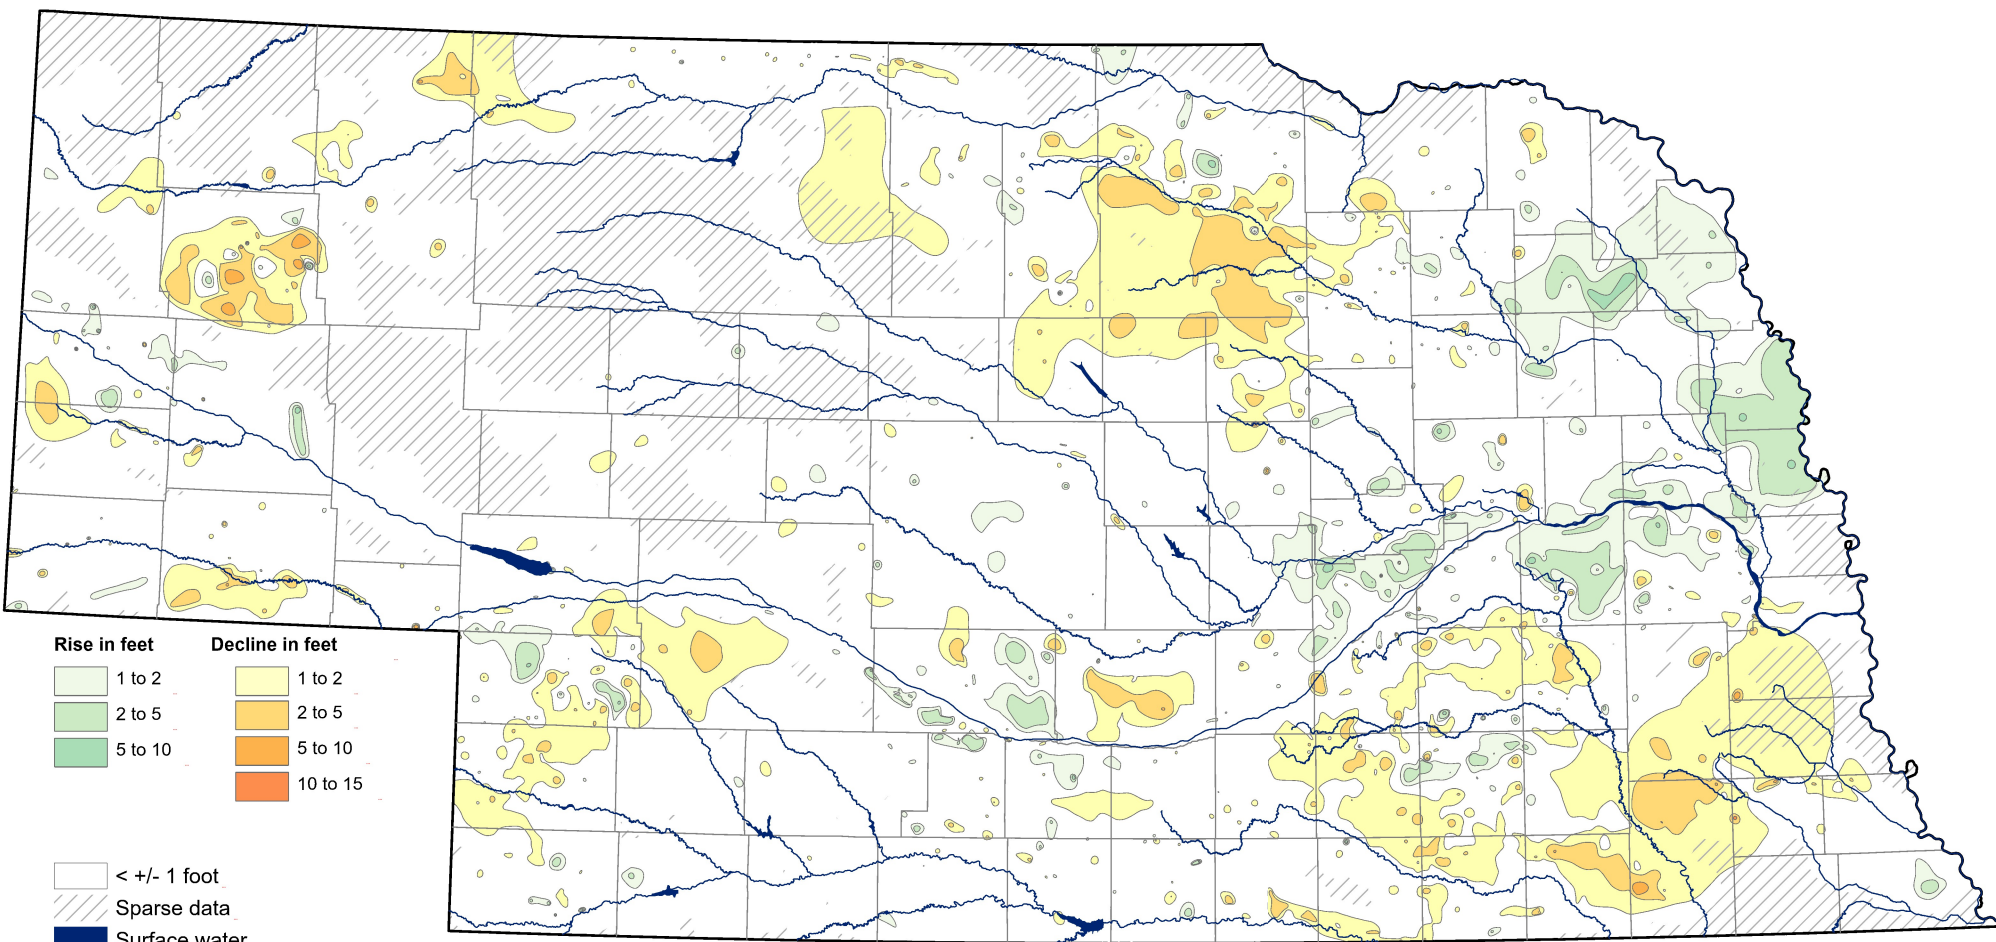 Rise in feet
Decline in feet
1 to 2
1 to 2
2 to 5
2 to 5
5 to 10
5 to 10
10 to 15
< +/- 1 foot
Sparse data
Surface water